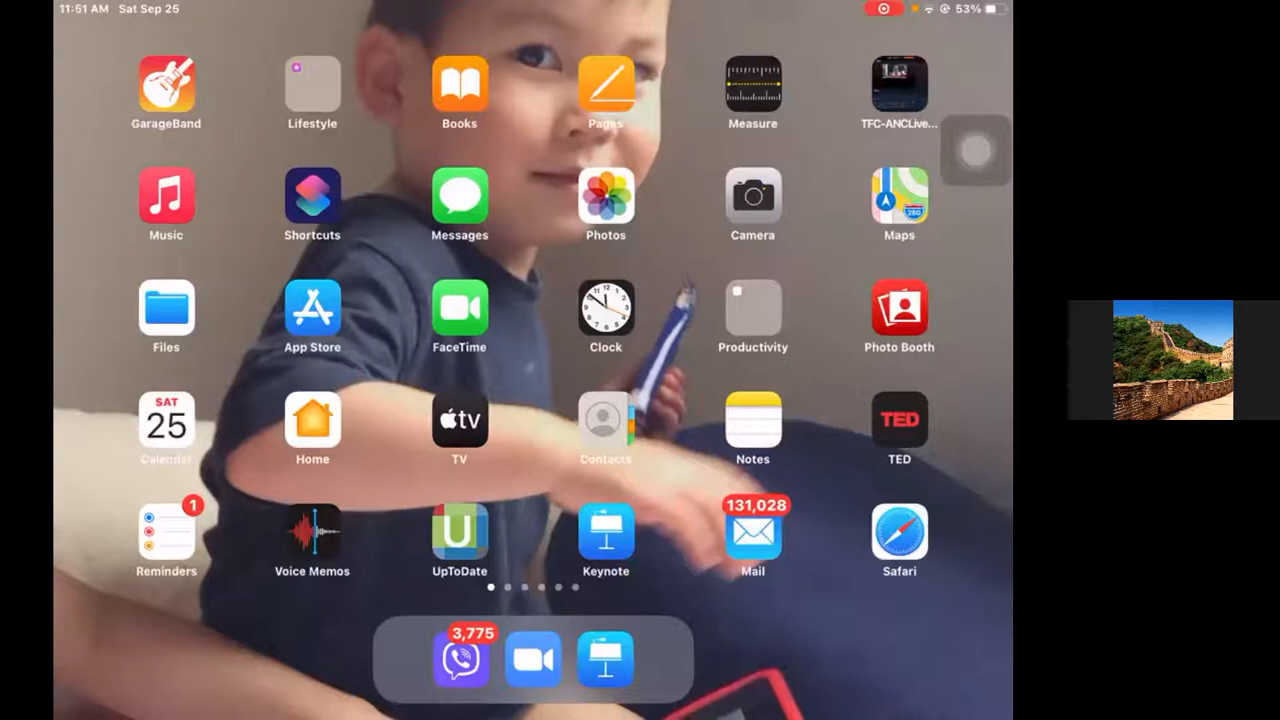 11:51 AM Sat Sep 25
53%
GarageBand
Lifestyle
Books
Pages
Measure
TFC-ANCLive...
Music
Shortcuts
Messages
Photos
Camera
Maps
280
Files
App Store
FaceTime
Clock
Productivity
Photo Booth
SAT
25
tv
TED
Calendar
Home
TV
Contacts
Notes
TED
1
131,028
U
Reminders
Voice Memos
UpToDate
Keynote
Mail
Safari
3,775